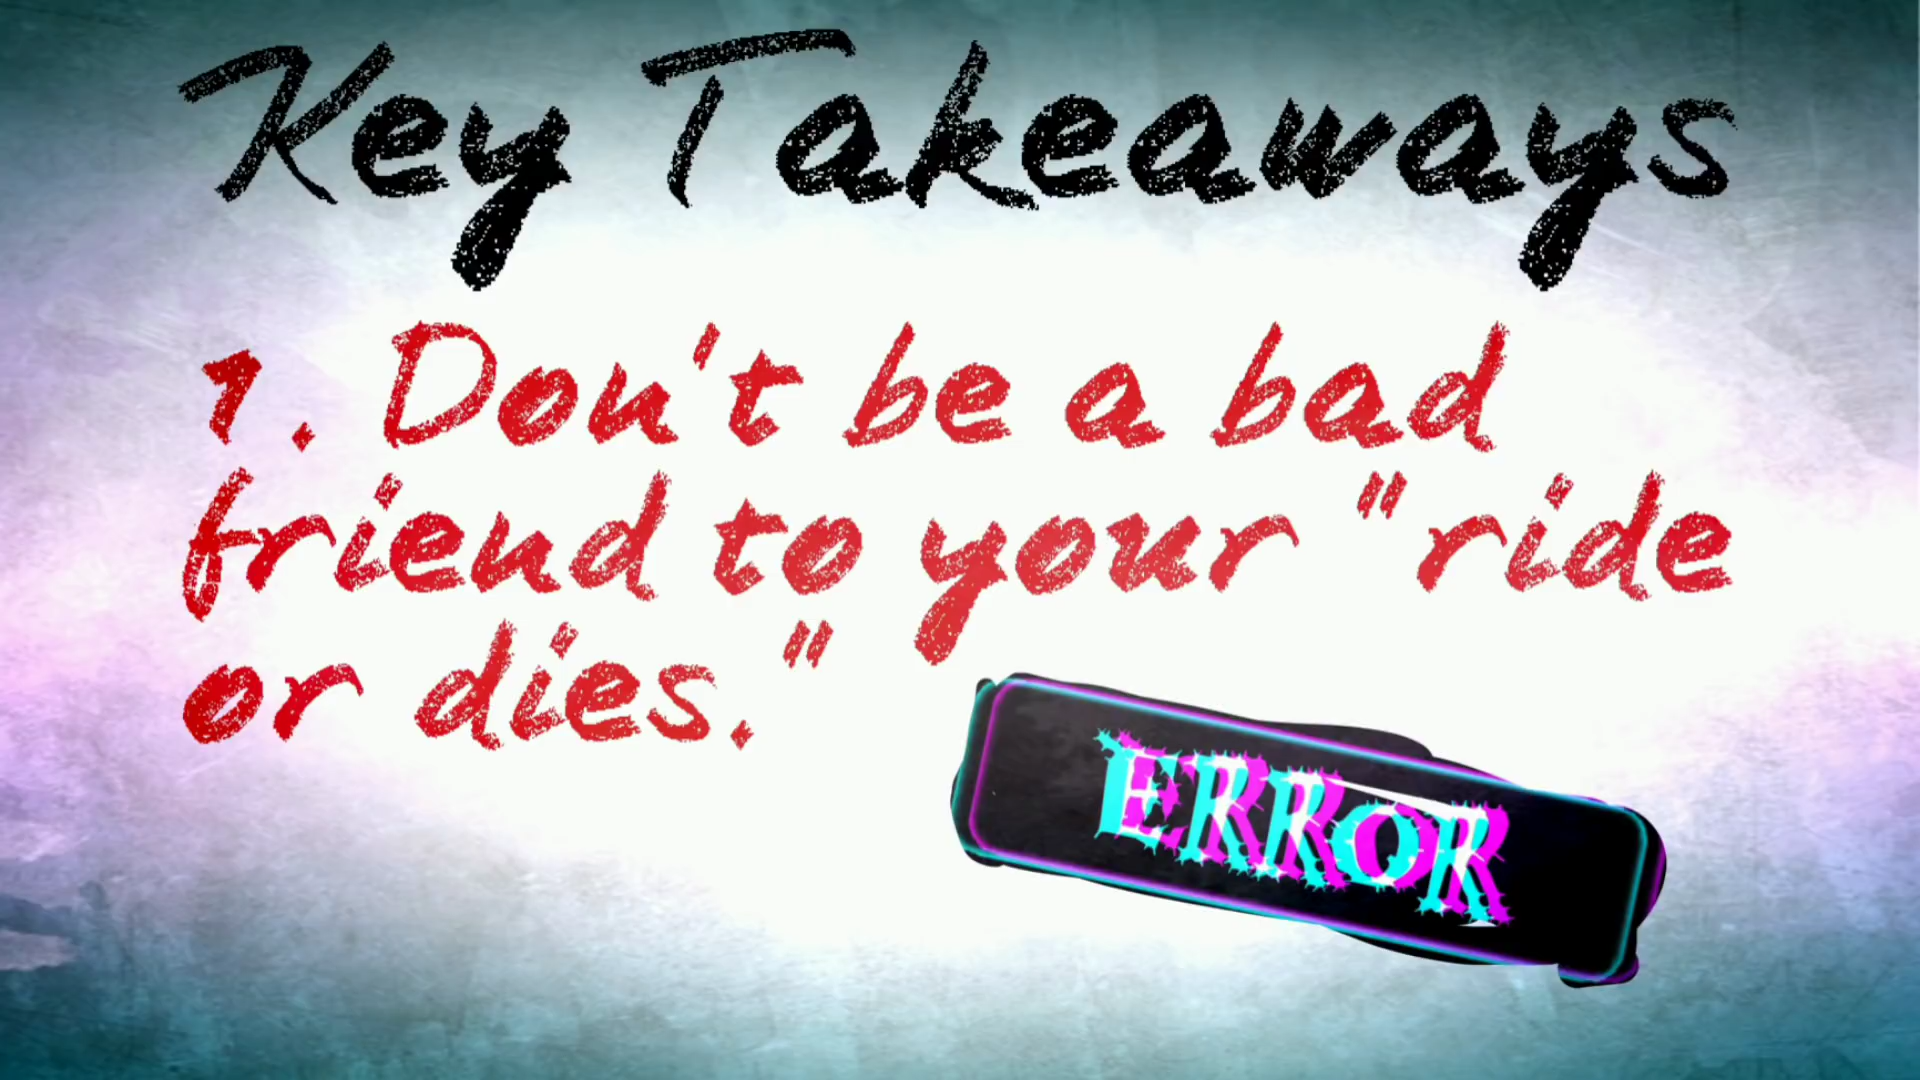 Key Takeaways
1. Don't be a bad
friend to your "ride
or dies."
ERROR